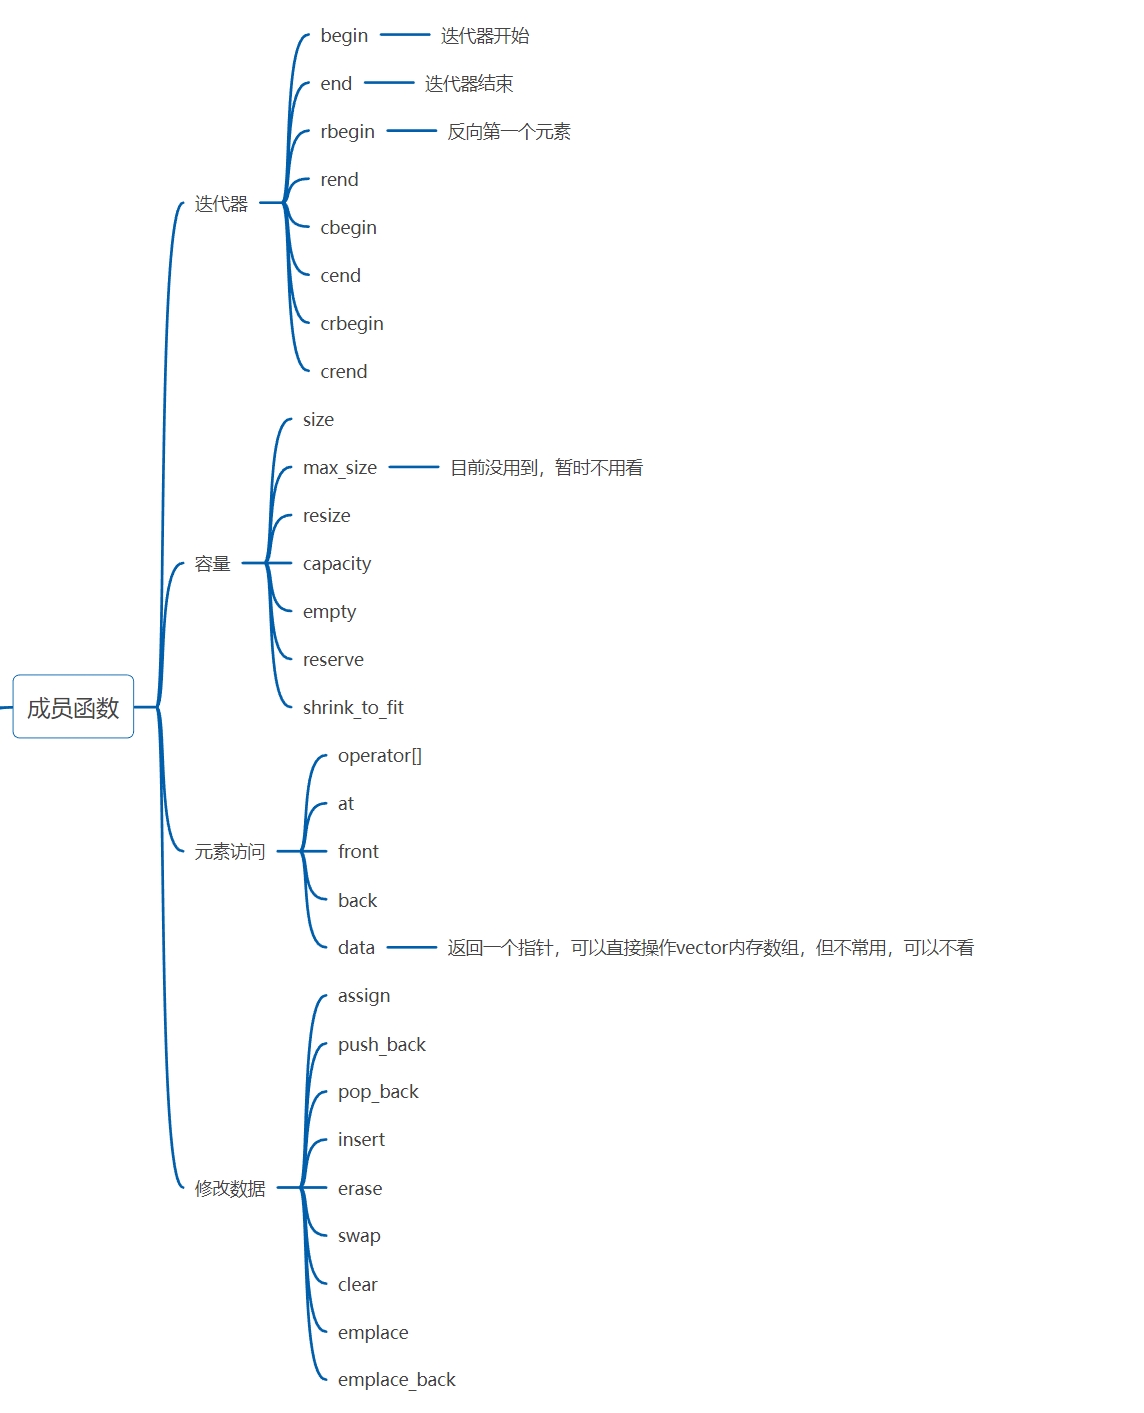 begin
迭代器开始
end
迭代器结束
rbegin
反向第一个元素
rend
迭代器
cbegin
cend
crbegin
crend
size
max_size
目前没用到，暂时不用看
resize
容量
capacity
empty
reserve
shrink_to_fit
成员函数
operator[]
at
元素访问
front
back
data
返回一个指针，可以直接操作vector内存数组，但不常用，可以不看
assign
push_back
pop_back
insert
修改数据
erase
swap
clear
emplace
emplace_back